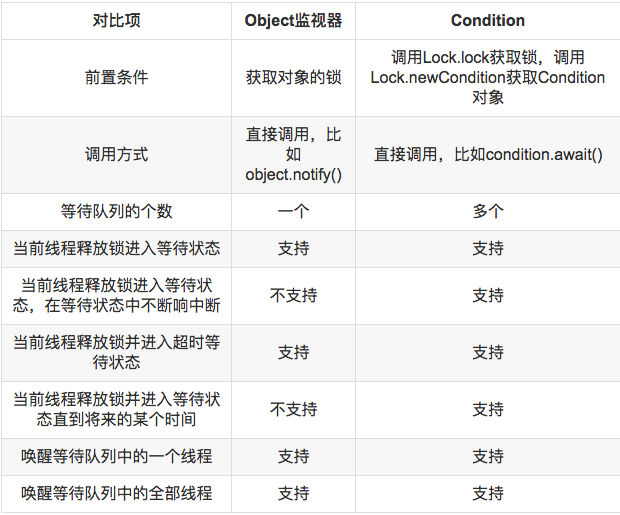 对比项 Object监视器 Condition
前置条件 获取对象的锁 调用Lock.lock获取锁，调用
Lock.newCondition获取Condition
对象
调用方式 直接调用，比
如
object.notify() 直接调用，比如condition.await()
等待队列的个数 一个 多个
当前线程释放锁进入等待状态 支持 支持
当前线程释放锁进入等待状
态，在等待状态中不断响中断 不支持 支持
当前线程释放锁并进入超时等
待状态 支持 支持
当前线程释放锁并进入等待状
态直到将来的某个时间 不支持 支持
唤醒等待队列中的一个线程 支持 支持
唤醒等待队列中的全部线程 支持 支持